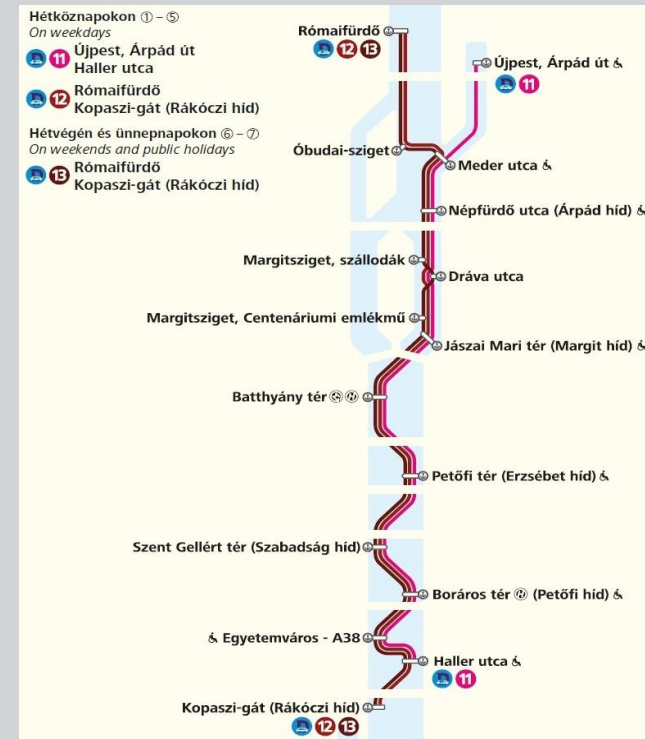 Hétköznapokon ① – ⑤
On weekdays
11 Újpest, Árpád út
Haller utca
12 Rómaifürdő
Kopaszi-gát (Rákóczi híd)
Hétvégén és ünnepnapokon ⑥ – ⑦
On weekends and public holidays
13 Rómaifürdő
Kopaszi-gát (Rákóczi híd)
Rómaifürdő
12 13
Újpest, Árpád út
11
Óbudai-sziget
Meder utca
Népfürdő utca (Árpád híd)
Margitsziget, szállodák
Dráva utca
Margitsziget, Centenáriumi emlékmű
Jászai Mari tér (Margit híd)
Batthyány tér
Petőfi tér (Erzsébet híd)
Szent Gellért tér (Szabadság híd)
Boráros tér (Petőfi híd)
Egyetemváros - A38
Haller utca
11
Kopaszi-gát (Rákóczi híd)
12 13